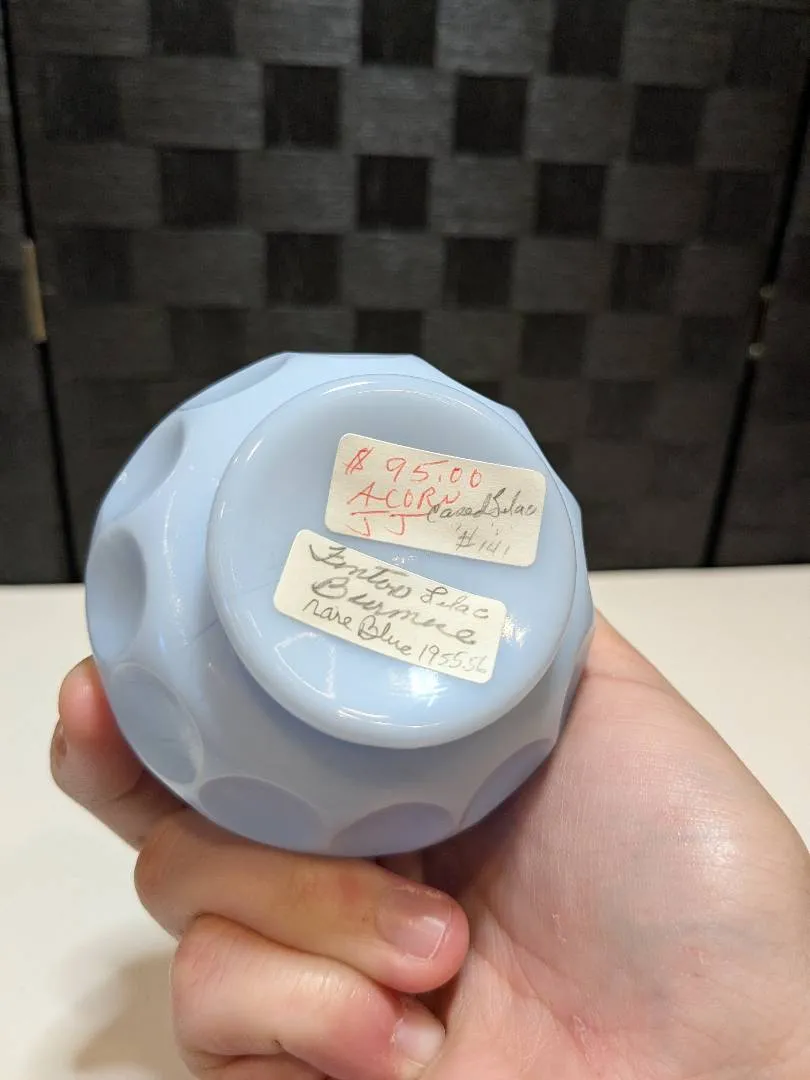 $ 95.00
ACORN
JJ Cased Lilac
#141
Fenton Lilac
Burmese
rare Blue 1955.56